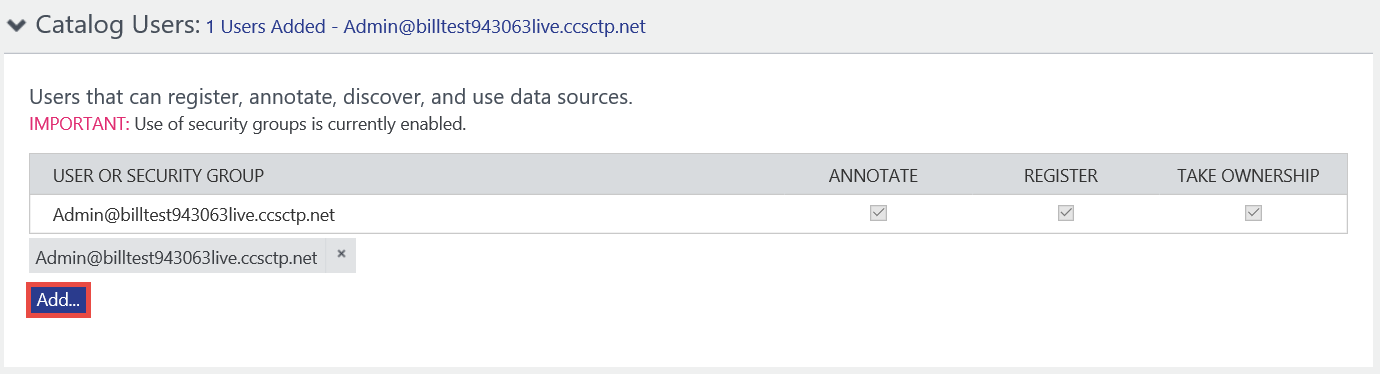 Catalog Users: 1 Users Added - Admin@billtest943063live.ccsctp.net
Users that can register, annotate, discover, and use data sources.
IMPORTANT: Use of security groups is currently enabled.
USER OR SECURITY GROUP ANNOTATE REGISTER TAKE OWNERSHIP
Admin@billtest943063live.ccsctp.net
Admin@billtest943063live.ccsctp.net ×
Add...